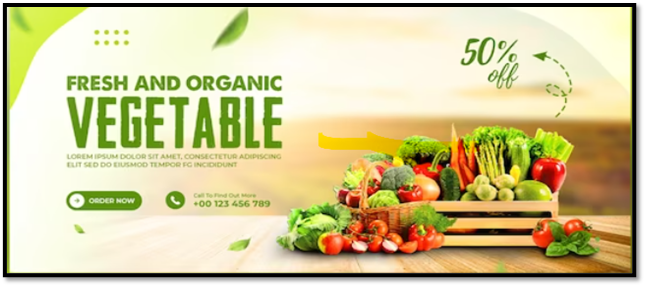 FRESH AND ORGANIC
VEGETABLE
LOREM IPSUM DOLOR SIT AMET, CONSECTETUR ADIPISCING
ELIT SED DO EIUSMOD TEMPOR FG INCIDIDUNT
ORDER NOW
Call To Find Out More
+00 123 456 789
50%
off